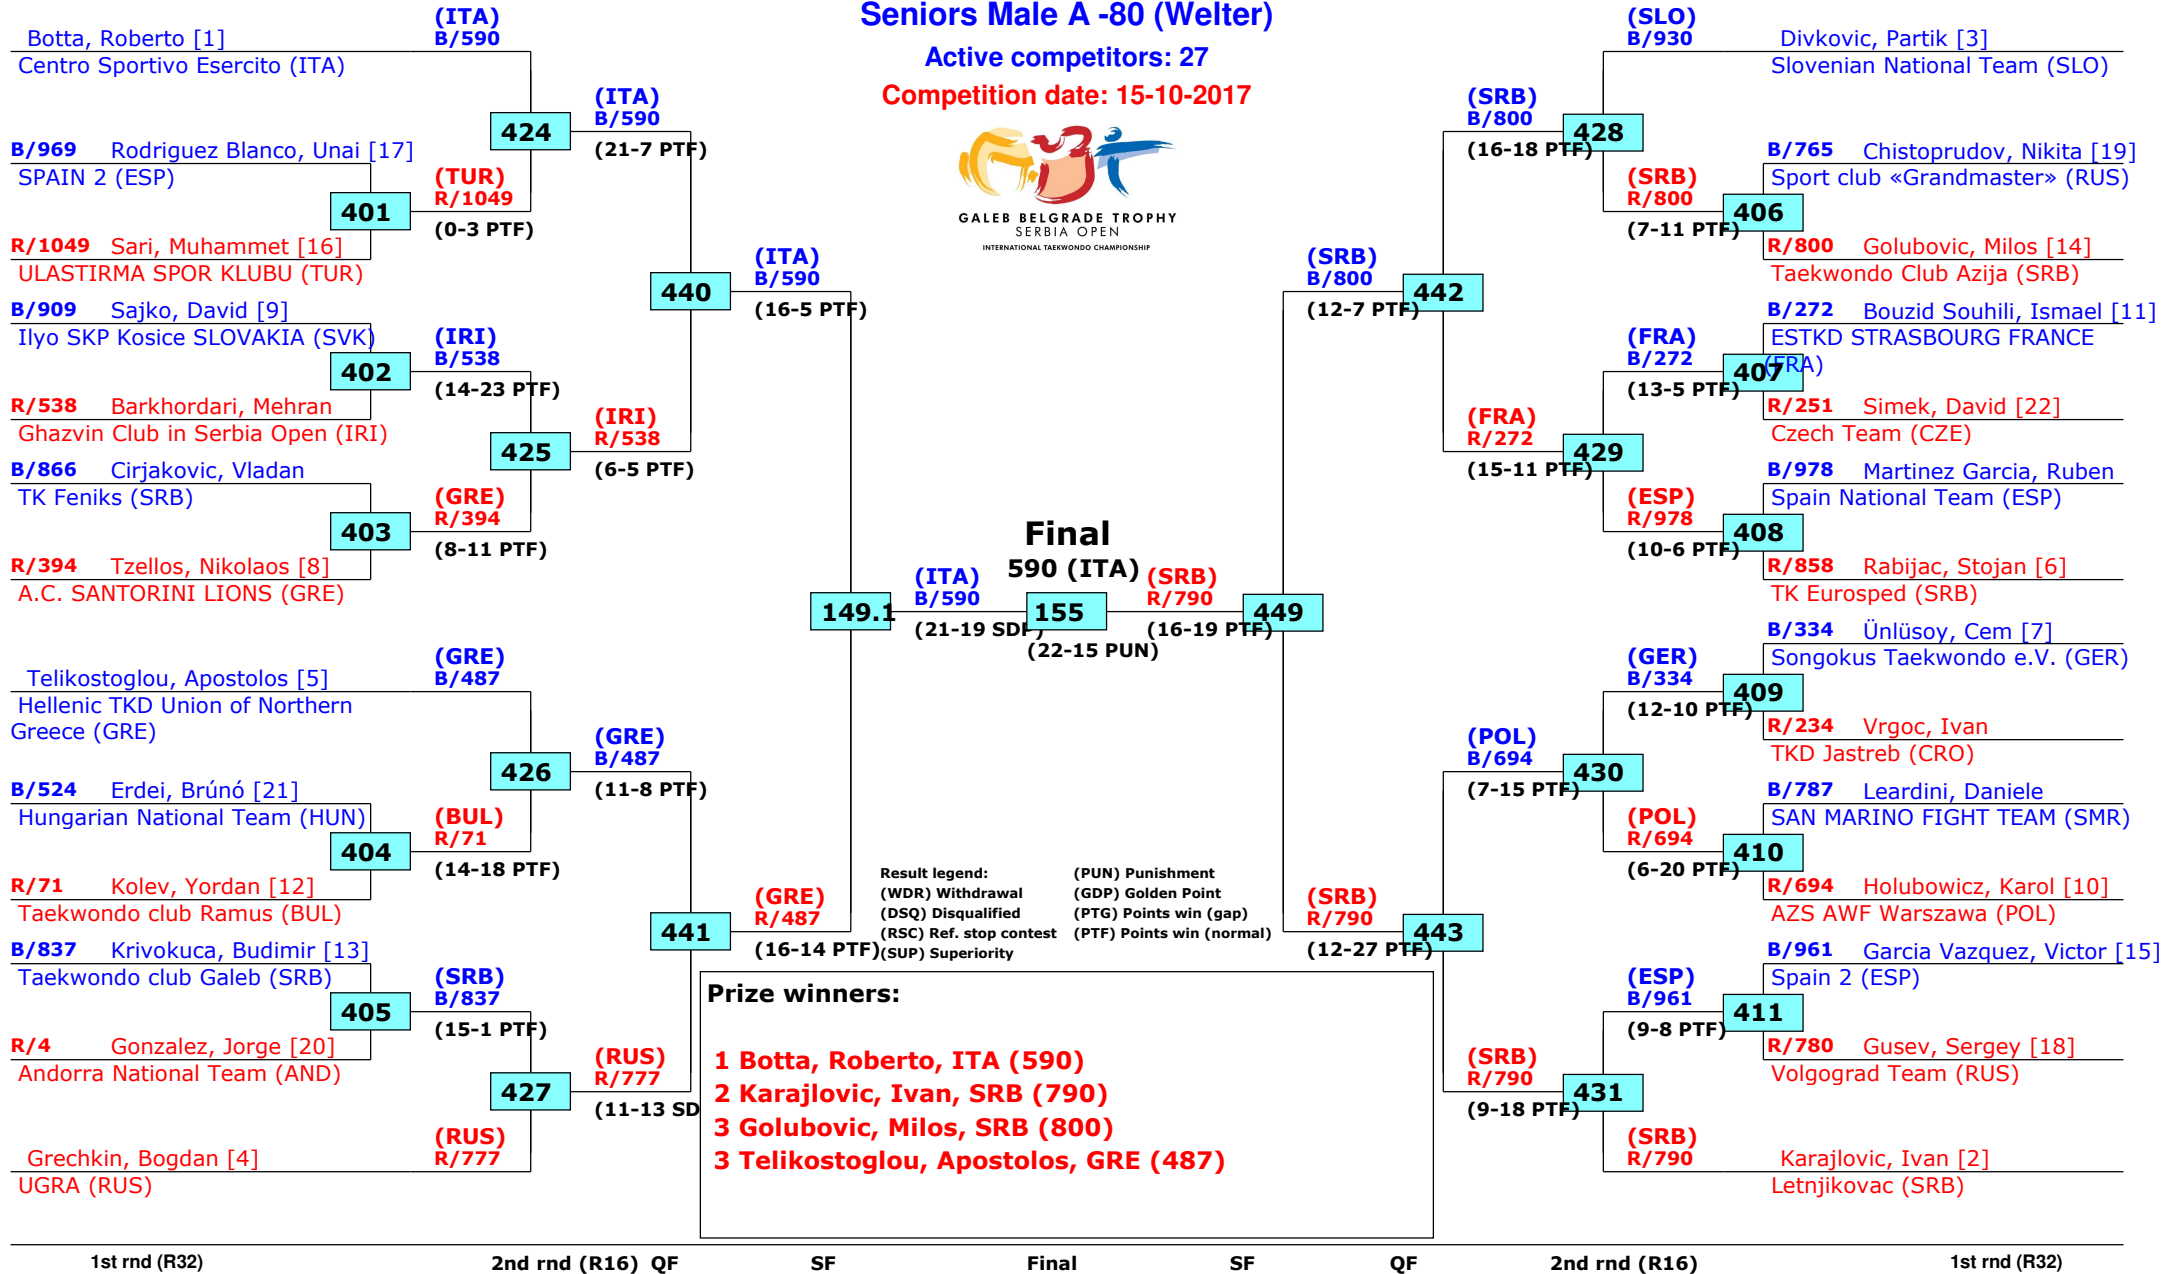 Seniors Male A -80 (Welter)
Active competitors: 27
Competition date: 15-10-2017
GALEB BELGRADE TROPHY
SERBIA OPEN
INTERNATIONAL TAEKWONDO CHAMPIONSHIP
(ITA)
Botta, Roberto [1] B/590
Centro Sportivo Esercito (ITA)
(ITA)
B/590
424
(21-7 PTF)
B/969 Rodriguez Blanco, Unai [17]
SPAIN 2 (ESP)
(TUR)
R/1049
401
(0-3 PTF)
R/1049 Sari, Muhammet [16]
ULASTIRMA SPOR KLUBU (TUR)
(ITA)
B/590
440
(16-5 PTF)
B/909 Sajko, David [9]
Ilyo SKP Kosice SLOVAKIA (SVK)
(IRI)
B/538
402
(14-23 PTF)
R/538 Barkhordari, Mehran
Ghazvin Club in Serbia Open (IRI)
(IRI)
R/538
425
(6-5 PTF)
B/866 Cirjakovic, Vladan
TK Feniks (SRB)
(GRE)
R/394
403
(8-11 PTF)
R/394 Tzellos, Nikolaos [8]
A.C. SANTORINI LIONS (GRE)
149.1
(ITA)
B/590
(21-19 SDP)
(GRE)
Telikostoglou, Apostolos [5] B/487
Hellenic TKD Union of Northern
Greece (GRE)
(GRE)
B/487
426
(11-8 PTF)
B/524 Erdei, Brúnó [21]
Hungarian National Team (HUN)
(BUL)
R/71
404
(14-18 PTF)
R/71 Kolev, Yordan [12]
Taekwondo club Ramus (BUL)
(GRE)
R/487
441
(16-14 PTF)
B/837 Krivokuca, Budimir [13]
Taekwondo club Galeb (SRB)
(SRB)
B/837
405
(15-1 PTF)
R/4 Gonzalez, Jorge [20]
Andorra National Team (AND)
(RUS)
R/777
427
(11-13 SD
(RUS)
Grechkin, Bogdan [4] R/777
UGRA (RUS)
Final
590 (ITA)
155
(22-15 PUN)
(SRB)
R/790
449
(16-19 PTF)
(SLO)
B/930 Divkovic, Partik [3]
Slovenian National Team (SLO)
(SRB)
B/800
428
(16-18 PTF)
B/765 Chistoprudov, Nikita [19]
Sport club «Grandmaster» (RUS)
(SRB)
R/800
406
(7-11 PTF)
R/800 Golubovic, Milos [14]
Taekwondo Club Azija (SRB)
(SRB)
B/800
442
(12-7 PTF)
B/272 Bouzid Souhili, Ismael [11]
ESTKD STRASBOURG FRANCE
(FRA)
(FRA)
B/272
407
(13-5 PTF)
R/251 Simek, David [22]
Czech Team (CZE)
(FRA)
R/272
429
(15-11 PTF)
B/978 Martinez Garcia, Ruben
Spain National Team (ESP)
(ESP)
R/978
408
(10-6 PTF)
R/858 Rabijac, Stojan [6]
TK Eurosped (SRB)
B/334 Ünlüsoy, Cem [7]
Songokus Taekwondo e.V. (GER)
(GER)
B/334
409
(12-10 PTF)
R/234 Vrgoc, Ivan
TKD Jastreb (CRO)
(POL)
B/694
430
(7-15 PTF)
B/787 Leardini, Daniele
SAN MARINO FIGHT TEAM (SMR)
(POL)
R/694
410
(6-20 PTF)
R/694 Holubowicz, Karol [10]
AZS AWF Warszawa (POL)
(SRB)
R/790
443
(12-27 PTF)
B/961 Garcia Vazquez, Victor [15]
Spain 2 (ESP)
(ESP)
B/961
411
(9-8 PTF)
R/780 Gusev, Sergey [18]
Volgograd Team (RUS)
(SRB)
R/790
431
(9-18 PTF)
(SRB)
R/790 Karajlovic, Ivan [2]
Letnjikovac (SRB)
Result legend: (PUN) Punishment
(WDR) Withdrawal (GDP) Golden Point
(DSQ) Disqualified (PTG) Points win (gap)
(RSC) Ref. stop contest (PTF) Points win (normal)
(SUP) Superiority
Prize winners:
1 Botta, Roberto, ITA (590)
2 Karajlovic, Ivan, SRB (790)
3 Golubovic, Milos, SRB (800)
3 Telikostoglou, Apostolos, GRE (487)
1st rnd (R32) 2nd rnd (R16) QF SF Final SF QF 2nd rnd (R16) 1st rnd (R32)